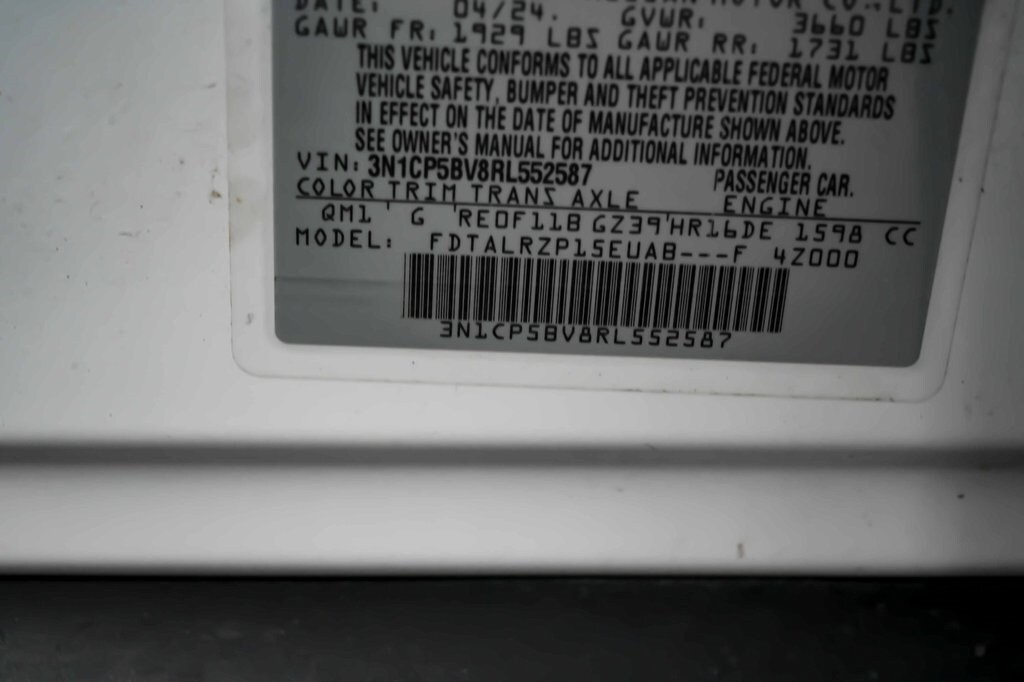 DATE: 04/24. GVWR: 3660 LBS
GAWR FR: 1929 LBS GAWR RR: 1731 LBS
THIS VEHICLE CONFORMS TO ALL APPLICABLE FEDERAL MOTOR
VEHICLE SAFETY, BUMPER AND THEFT PREVENTION STANDARDS
IN EFFECT ON THE DATE OF MANUFACTURE SHOWN ABOVE.
SEE OWNER'S MANUAL FOR ADDITIONAL INFORMATION.
VIN: 3N1CP5BV8RL552587 PASSENGER CAR.
COLOR TRIM TRANS AXLE ENGINE
QM1 ' G 'RE0F11B GZ39'HR16DE 1598 CC
MODEL: FDTALRZP15EUAB---F 4Z000
3N1CP5BV8RL552587